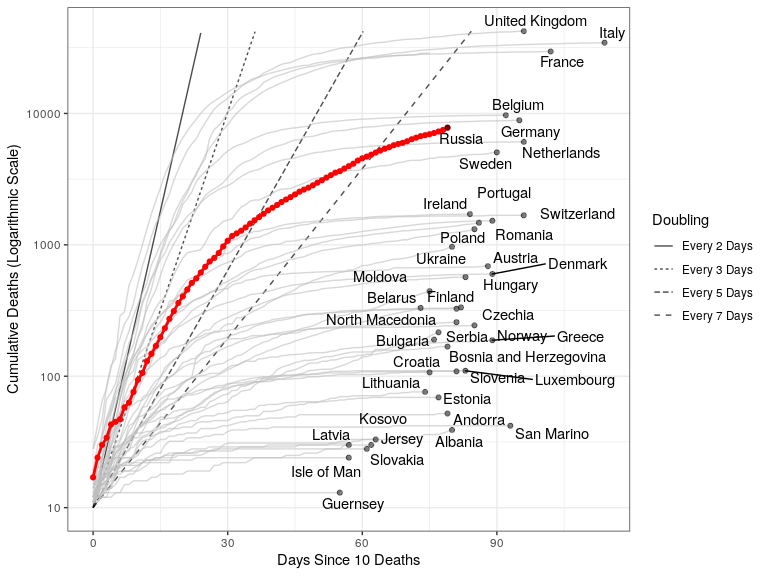 United Kingdom
Italy
France
Belgium
Germany
Russia
Netherlands
Sweden
Portugal
Ireland
Switzerland
Poland
Romania
Ukraine
Austria
Denmark
Moldova
Hungary
Belarus
Finland
Czechia
North Macedonia
Bulgaria
Serbia
Norway
Greece
Bosnia and Herzegovina
Croatia
Slovenia
Luxembourg
Lithuania
Estonia
Kosovo
Andorra
San Marino
Latvia
Jersey
Albania
Slovakia
Isle of Man
Guernsey
10000
1000
100
10
0
30
60
90
Days Since 10 Deaths
Cumulative Deaths (Logarithmic Scale)
Doubling
Every 2 Days
Every 3 Days
Every 5 Days
Every 7 Days